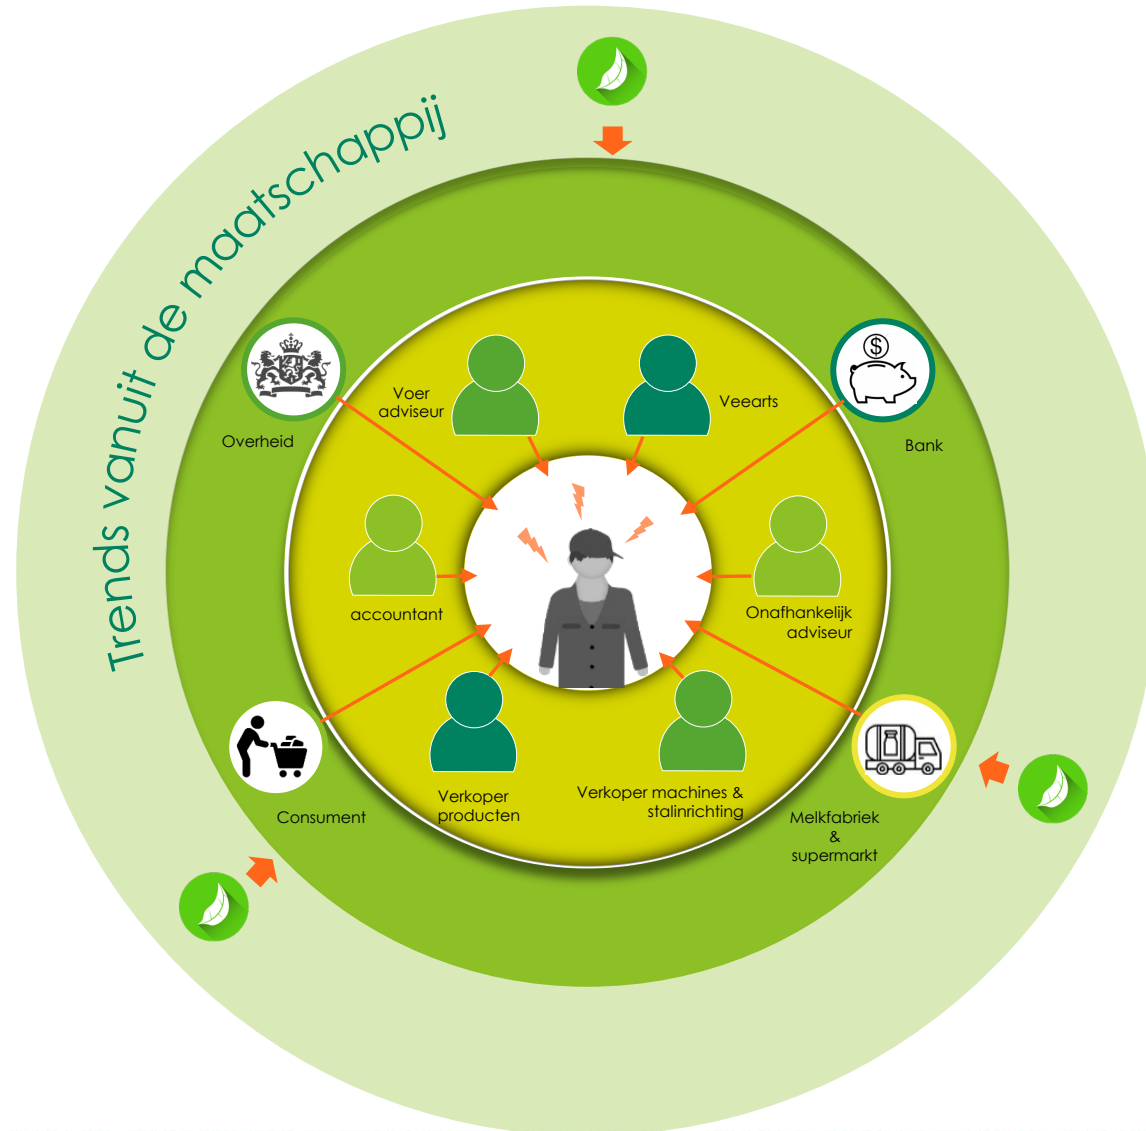 Trends vanuit de maatschappij
Overheid
Voer
adviseur
Veearts
Bank
accountant
Onafhankelijk
adviseur
Consument
Verkoper
producten
Verkoper machines &
stalinrichting
Melkfabriek
&
supermarkt
$